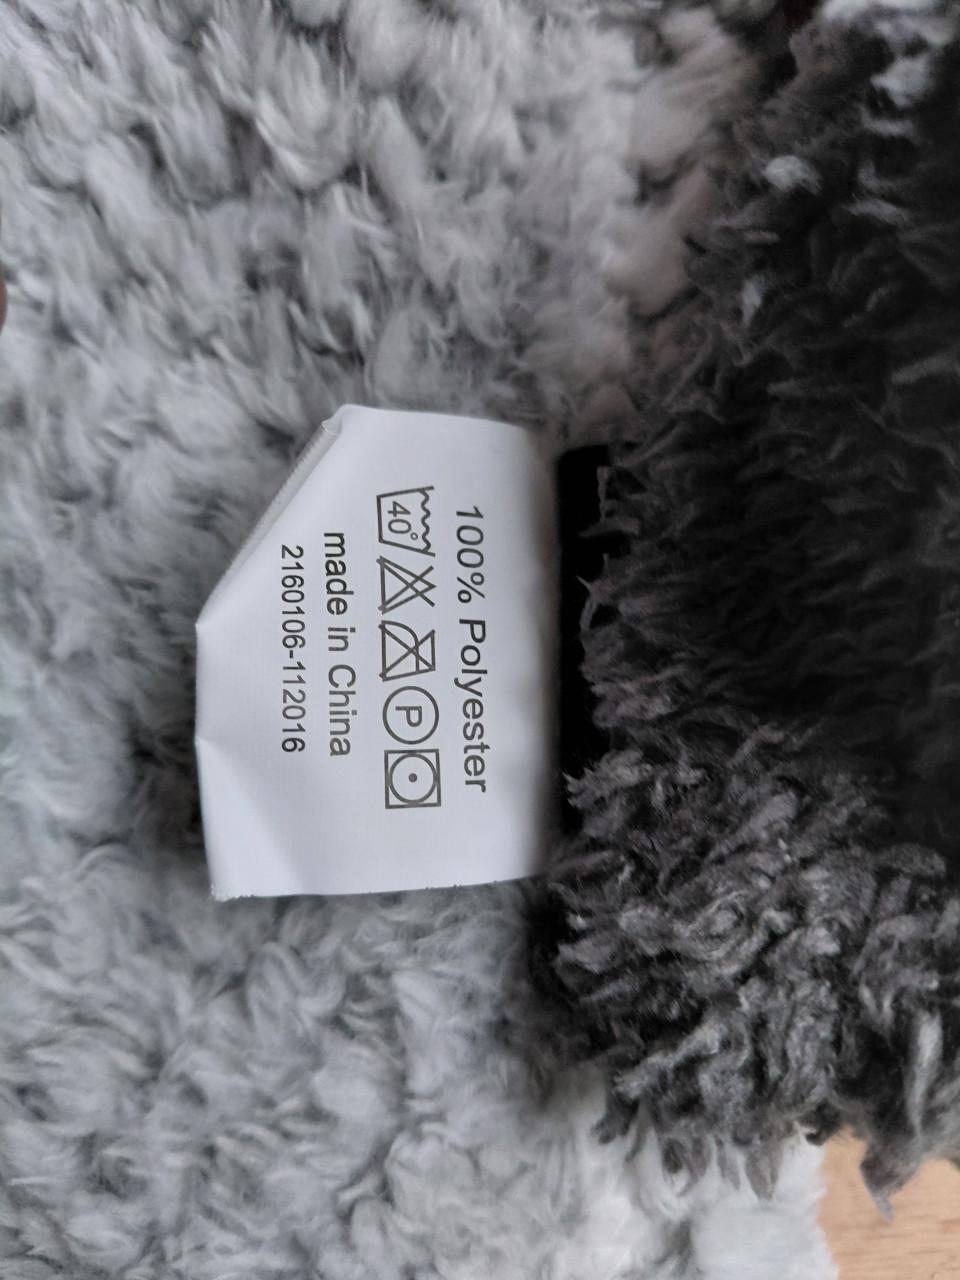 100% Polyester
40° P
made in China
2160106-112016